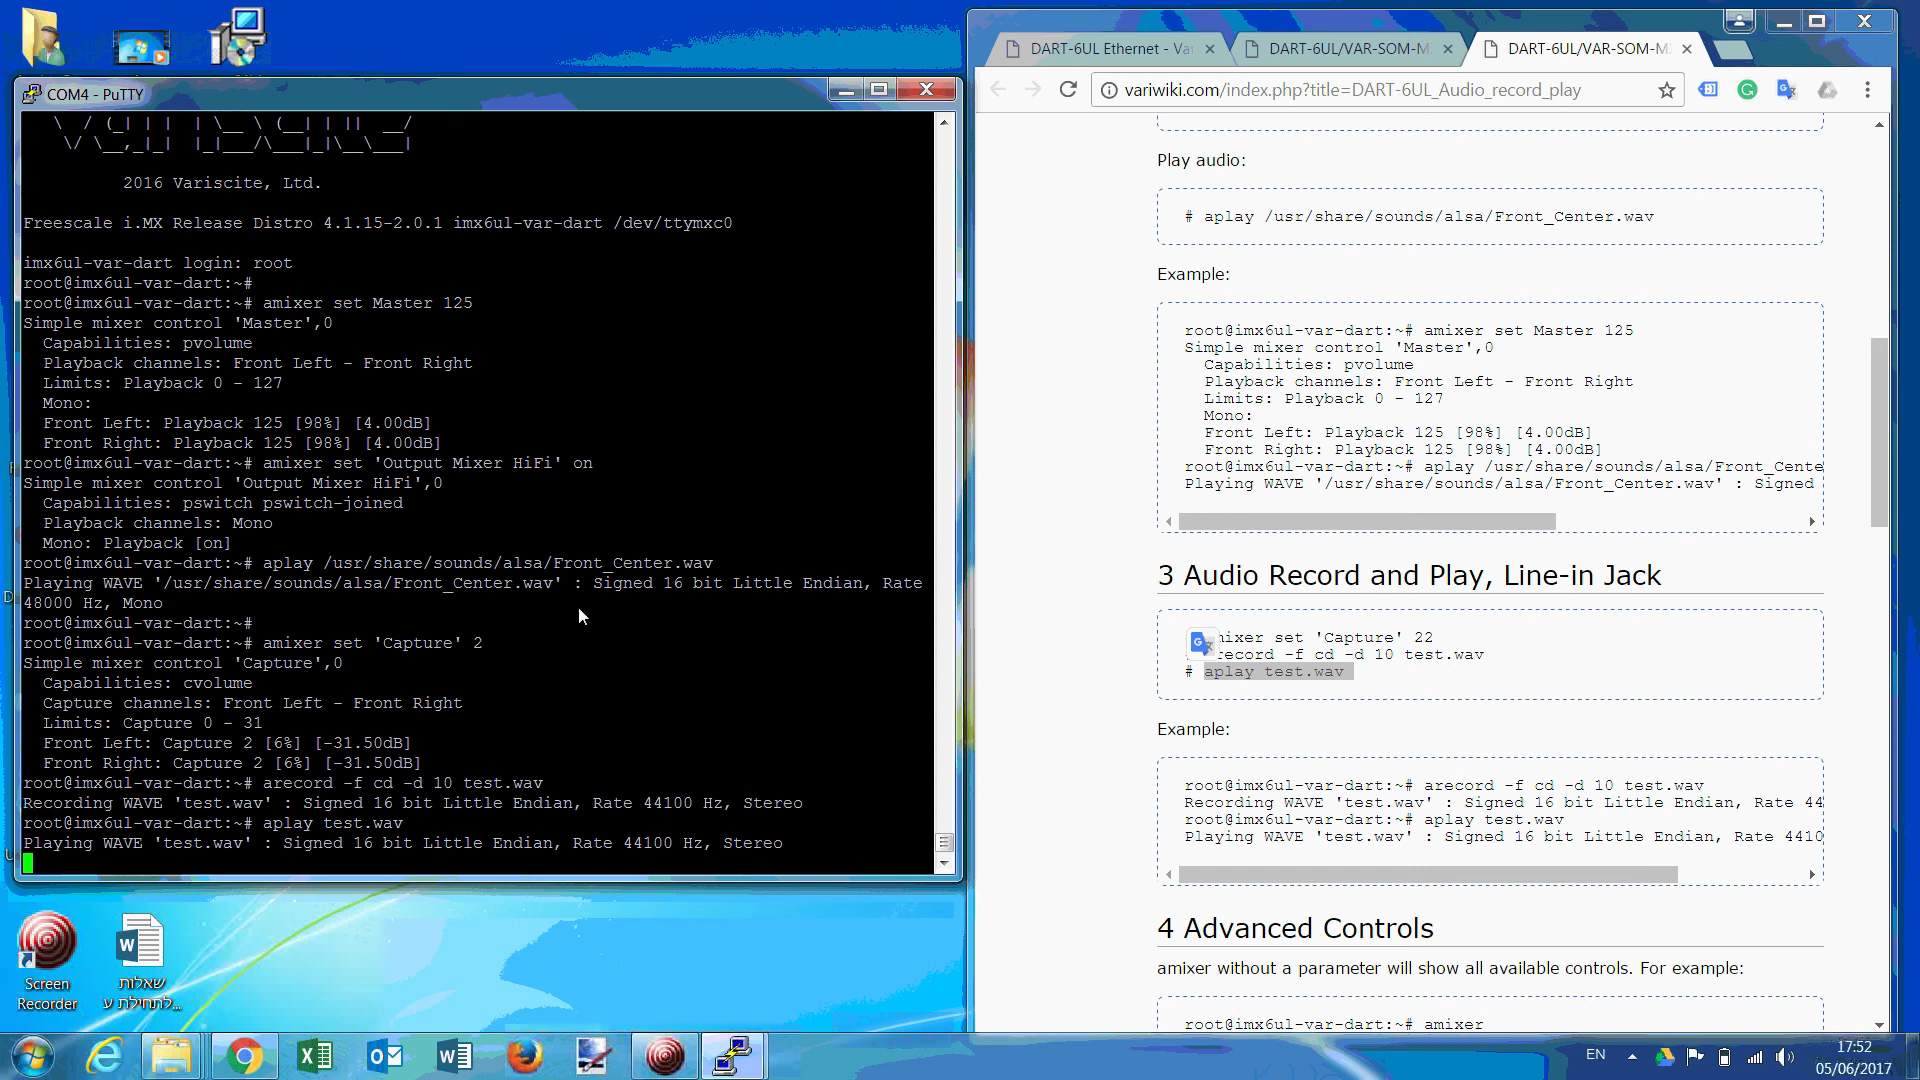 COM4 - PuTTY
2016 Variscite, Ltd.
Freescale i.MX Release Distro 4.1.15-2.0.1 imx6ul-var-dart /dev/ttymxc0
imx6ul-var-dart login: root
root@imx6ul-var-dart:~#
root@imx6ul-var-dart:~# amixer set Master 125
Simple mixer control 'Master',0
Capabilities: pvolume
Playback channels: Front Left - Front Right
Limits: Playback 0 - 127
Mono:
Front Left: Playback 125 [98%] [4.00dB]
Front Right: Playback 125 [98%] [4.00dB]
root@imx6ul-var-dart:~# amixer set 'Output Mixer HiFi' on
Simple mixer control 'Output Mixer HiFi',0
Capabilities: pswitch pswitch-joined
Playback channels: Mono
Mono: Playback [on]
root@imx6ul-var-dart:~# aplay /usr/share/sounds/alsa/Front_Center.wav
Playing WAVE '/usr/share/sounds/alsa/Front_Center.wav' : Signed 16 bit Little Endian, Rate
48000 Hz, Mono
root@imx6ul-var-dart:~#
root@imx6ul-var-dart:~# amixer set 'Capture' 2
Simple mixer control 'Capture',0
Capabilities: cvolume
Capture channels: Front Left - Front Right
Limits: Capture 0 - 31
Front Left: Capture 2 [6%] [-31.50dB]
Front Right: Capture 2 [6%] [-31.50dB]
root@imx6ul-var-dart:~# arecord -f cd -d 10 test.wav
Recording WAVE 'test.wav' : Signed 16 bit Little Endian, Rate 44100 Hz, Stereo
root@imx6ul-var-dart:~# aplay test.wav
Playing WAVE 'test.wav' : Signed 16 bit Little Endian, Rate 44100 Hz, Stereo
Screen
Recorder
שאלות
לתחילת ע...
DART-6UL Ethernet - Va
DART-6UL/VAR-SOM-M
DART-6UL/VAR-SOM-M
variwiki.com/index.php?title=DART-6UL_Audio_record_play
Play audio:
# aplay /usr/share/sounds/alsa/Front_Center.wav
Example:
root@imx6ul-var-dart:~# amixer set Master 125
Simple mixer control 'Master',0
Capabilities: pvolume
Playback channels: Front Left - Front Right
Limits: Playback 0 - 127
Mono:
Front Left: Playback 125 [98%] [4.00dB]
Front Right: Playback 125 [98%] [4.00dB]
root@imx6ul-var-dart:~# aplay /usr/share/sounds/alsa/Front_Cente
Playing WAVE '/usr/share/sounds/alsa/Front_Center.wav' : Signed
3 Audio Record and Play, Line-in Jack
mixer set 'Capture' 22
record -f cd -d 10 test.wav
# aplay test.wav
Example:
root@imx6ul-var-dart:~# arecord -f cd -d 10 test.wav
Recording WAVE 'test.wav' : Signed 16 bit Little Endian, Rate 44
root@imx6ul-var-dart:~# aplay test.wav
Playing WAVE 'test.wav' : Signed 16 bit Little Endian, Rate 4410
4 Advanced Controls
amixer without a parameter will show all available controls. For example:
root@imx6ul-var-dart:~# amixer
EN
17:52
05/06/2017